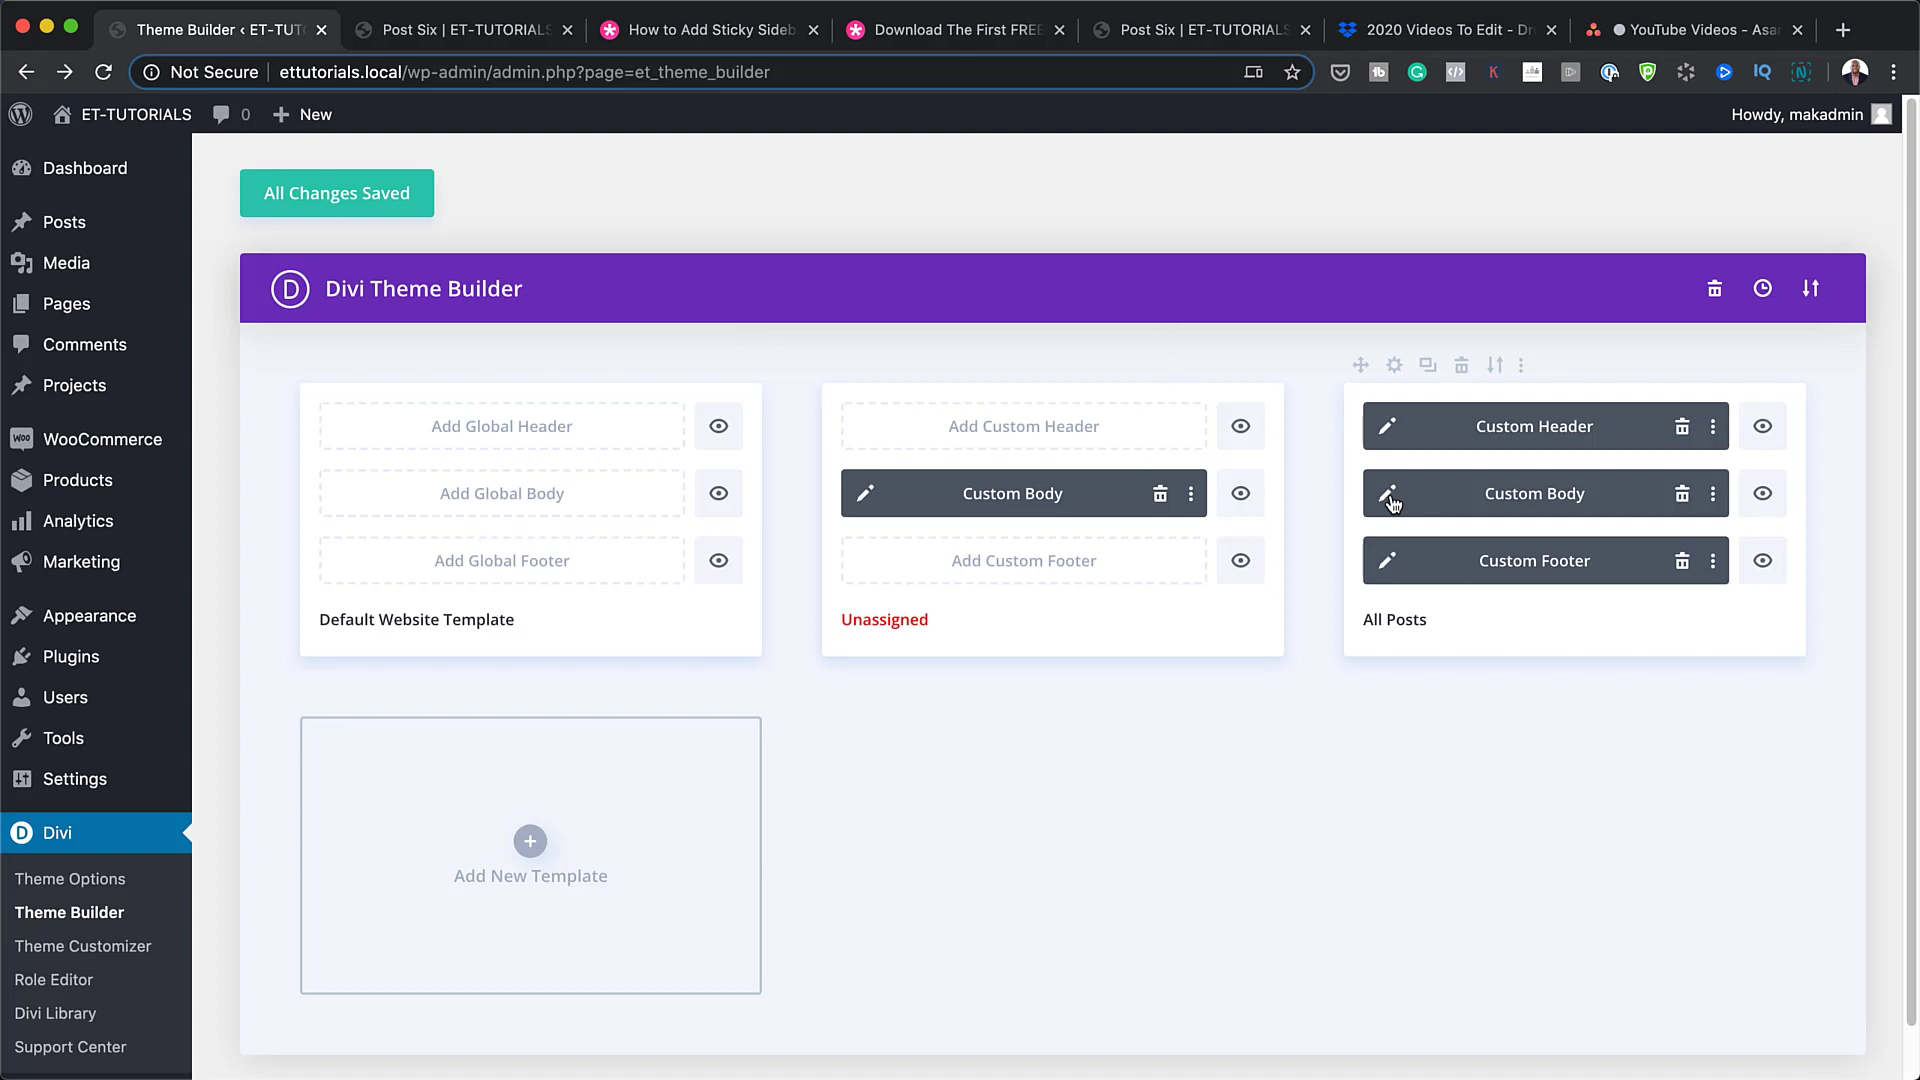 Theme Builder ‹ ET-TUT
Post Six | ET-TUTORIALS
How to Add Sticky Sideb
Download The First FREE
Post Six | ET-TUTORIALS
2020 Videos To Edit - Dr
YouTube Videos - Asa
Not Secure
ettutorials.local/wp-admin/admin.php?page=et_theme_builder
ET-TUTORIALS
0
New
Howdy, makadmin
Dashboard
Posts
Media
Pages
Comments
Projects
WooCommerce
Products
Analytics
Marketing
Appearance
Plugins
Users
Tools
Settings
Divi
Theme Options
Theme Builder
Theme Customizer
Role Editor
Divi Library
Support Center
All Changes Saved
D
Divi Theme Builder
Add Global Header
Add Global Body
Add Global Footer
Default Website Template
Add Custom Header
Custom Body
Add Custom Footer
Unassigned
Custom Header
Custom Body
Custom Footer
All Posts
Add New Template